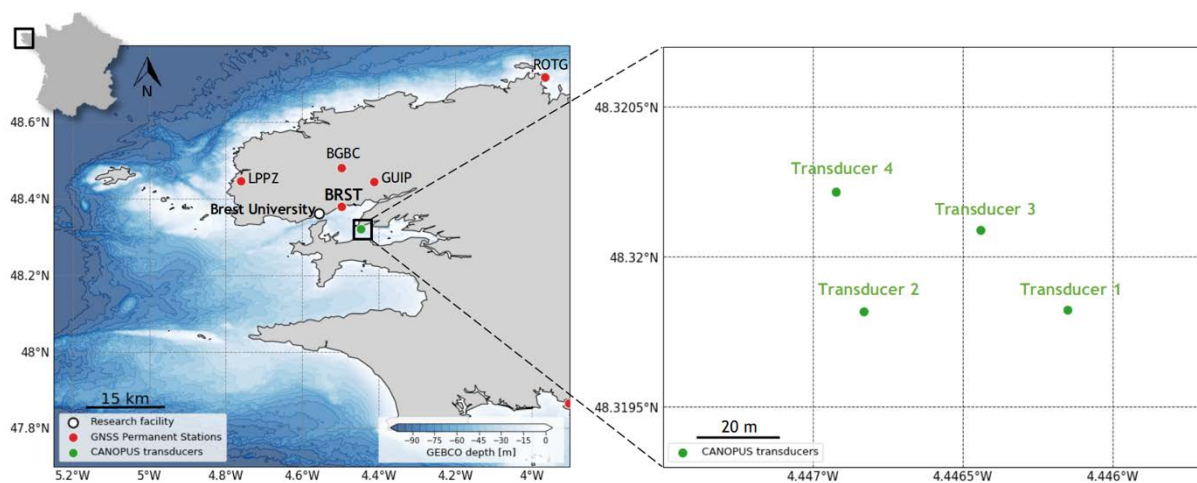 ROTG
48.6°N
BGBC
LPPZ
GUIP
48.4°N
BRST
Brest University
48.2°N
48°N
47.8°N
15 km
Research facility
GNSS Permanent Stations
CANOPUS transducers
−90 −75 −60 −45 −30 −15 0
GEBCO depth [m]
5.2°W 5°W 4.8°W 4.6°W 4.4°W 4.2°W 4°W
N
48.3205°N
Transducer 4
Transducer 3
48.32°N
Transducer 2
Transducer 1
48.3195°N
20 m
CANOPUS transducers
4.447°W 4.4465°W 4.446°W